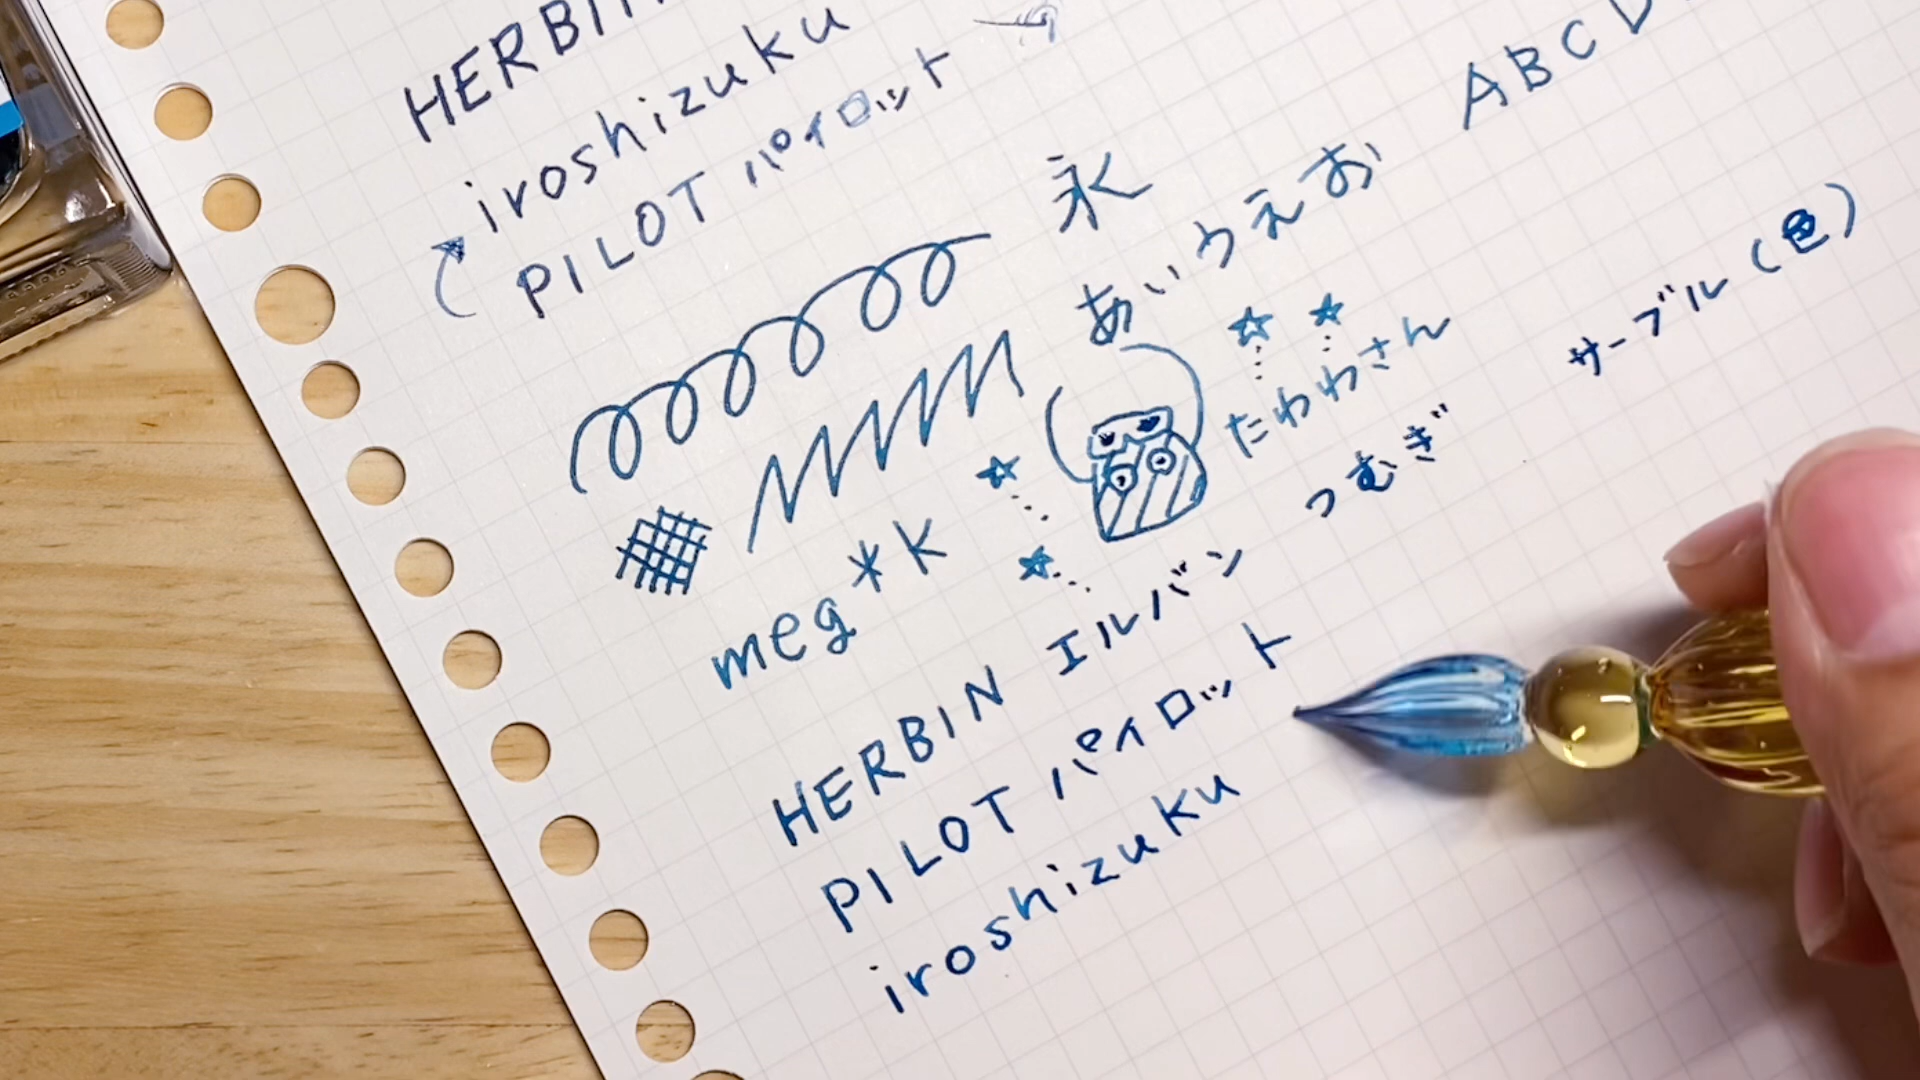 HERBIN
iroshizuku
PILOT パイロット
永
ABCD
あいうえお
サーブル(色)
たわわさん
つむぎ
meg*K
HERBIN エルバン
PILOT パイロット
iroshizuku